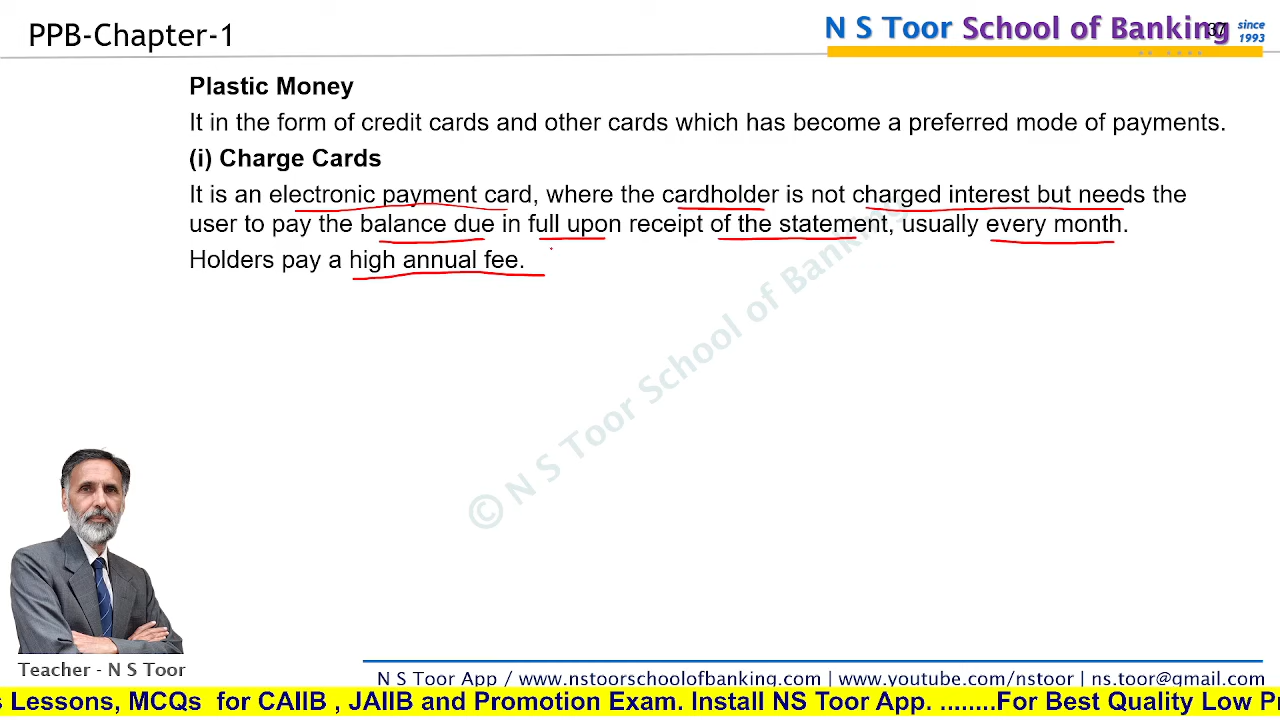 PPB-Chapter-1
N S Toor School of Banking
37
since
1993
Plastic Money
It in the form of credit cards and other cards which has become a preferred mode of payments.
(i) Charge Cards
It is an electronic payment card, where the cardholder is not charged interest but needs the
user to pay the balance due in full upon receipt of the statement, usually every month.
Holders pay a high annual fee.
© N S Toor School of Banking
Teacher - N S Toor
N S Toor App / www.nstoorschoolofbanking.com | www.youtube.com/nstoor | ns.toor@gmail.com
s Lessons, MCQs for CAIIB , JAIIB and Promotion Exam. Install NS Toor App. ........For Best Quality Low Pr